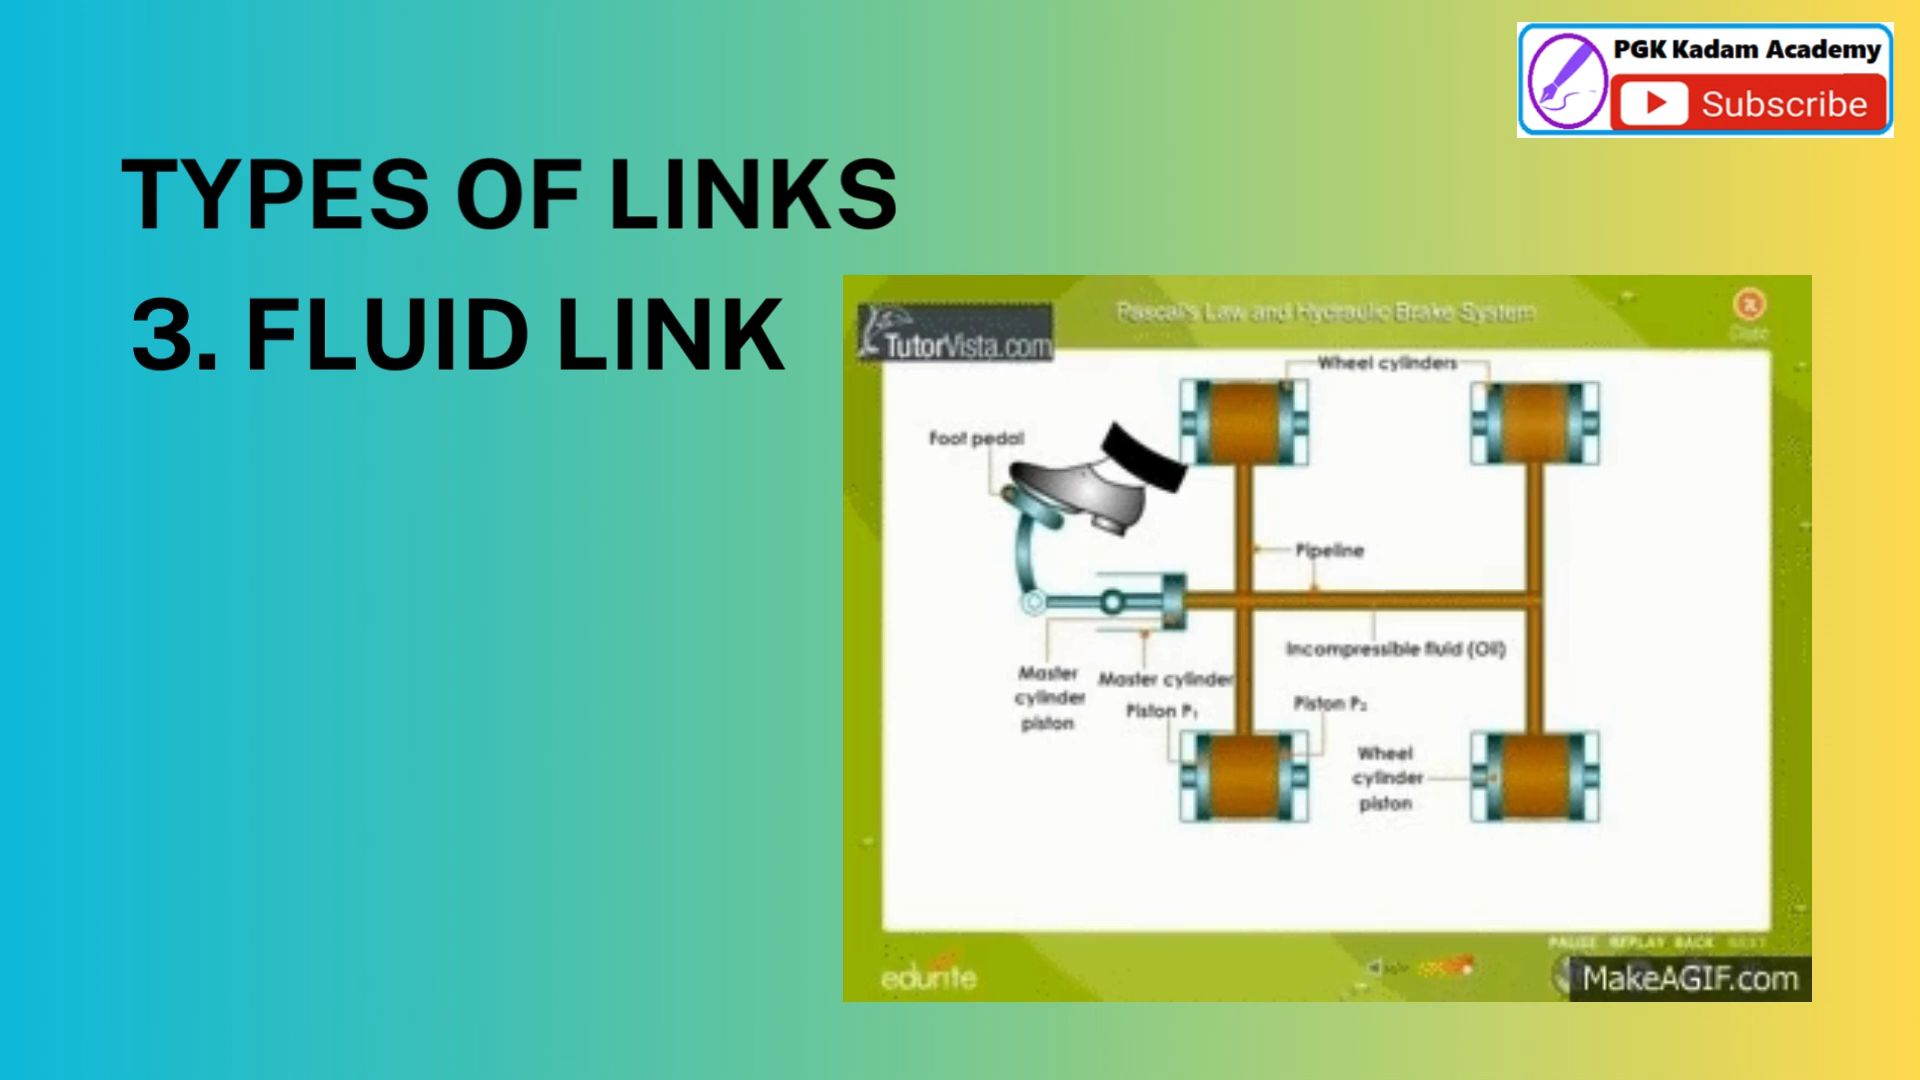 PGK Kadam Academy
Subscribe
TYPES OF LINKS
3. FLUID LINK
TutorVista.com
Pascal's Law and Hydraulic Brake System
Close
Wheel cylinders
Foot pedal
Pipeline
Incompressible fluid (Oil)
Master
cylinder
piston
Master cylinder
Piston P₁
Piston P₂
Wheel
cylinder
piston
PAUSE REPLAY BACK NEXT
edurite
MakeAGIF.com